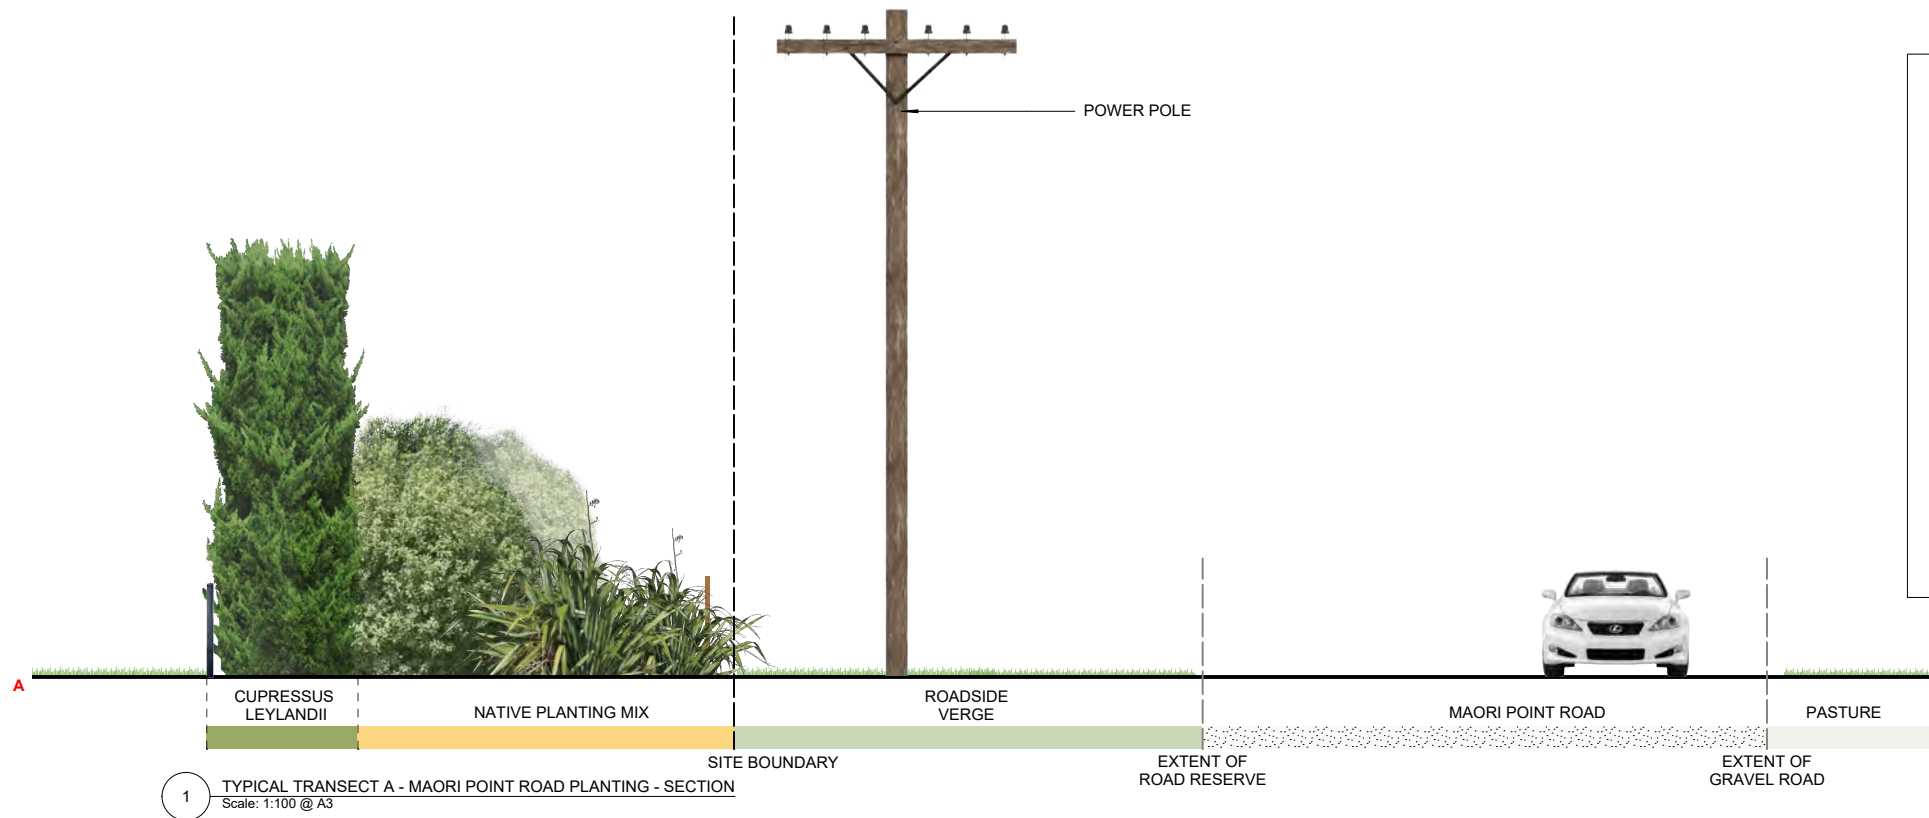 POWER POLE
A
CUPRESSUS
LEYLANDII
NATIVE PLANTING MIX
ROADSIDE
VERGE
MAORI POINT ROAD
PASTURE
SITE BOUNDARY
EXTENT OF
ROAD RESERVE
EXTENT OF
GRAVEL ROAD
1
TYPICAL TRANSECT A - MAORI POINT ROAD PLANTING - SECTION
Scale: 1:100 @ A3